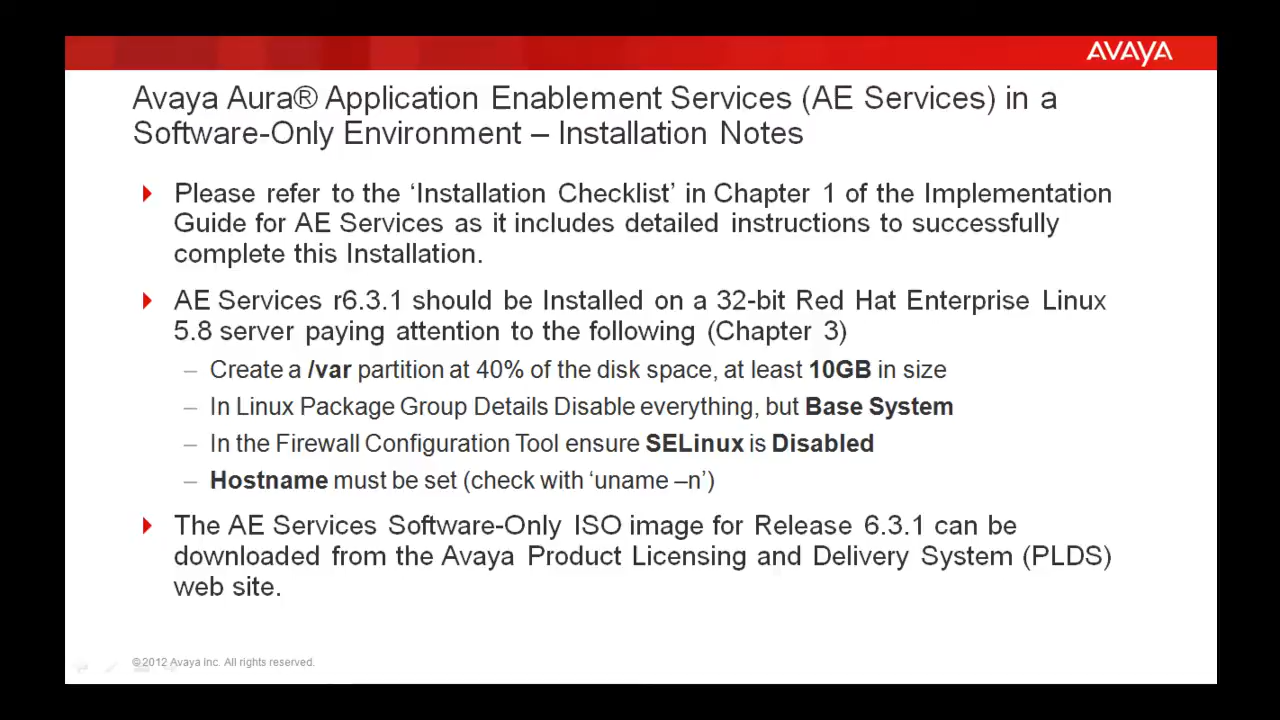 AVAYA
Avaya Aura® Application Enablement Services (AE Services) in a
Software-Only Environment – Installation Notes
Please refer to the ‘Installation Checklist’ in Chapter 1 of the Implementation
Guide for AE Services as it includes detailed instructions to successfully
complete this Installation.
AE Services r6.3.1 should be Installed on a 32-bit Red Hat Enterprise Linux
5.8 server paying attention to the following (Chapter 3)
– Create a /var partition at 40% of the disk space, at least 10GB in size
– In Linux Package Group Details Disable everything, but Base System
– In the Firewall Configuration Tool ensure SELinux is Disabled
– Hostname must be set (check with ‘uname –n’)
The AE Services Software-Only ISO image for Release 6.3.1 can be
downloaded from the Avaya Product Licensing and Delivery System (PLDS)
web site.
©2012 Avaya Inc. All rights reserved.